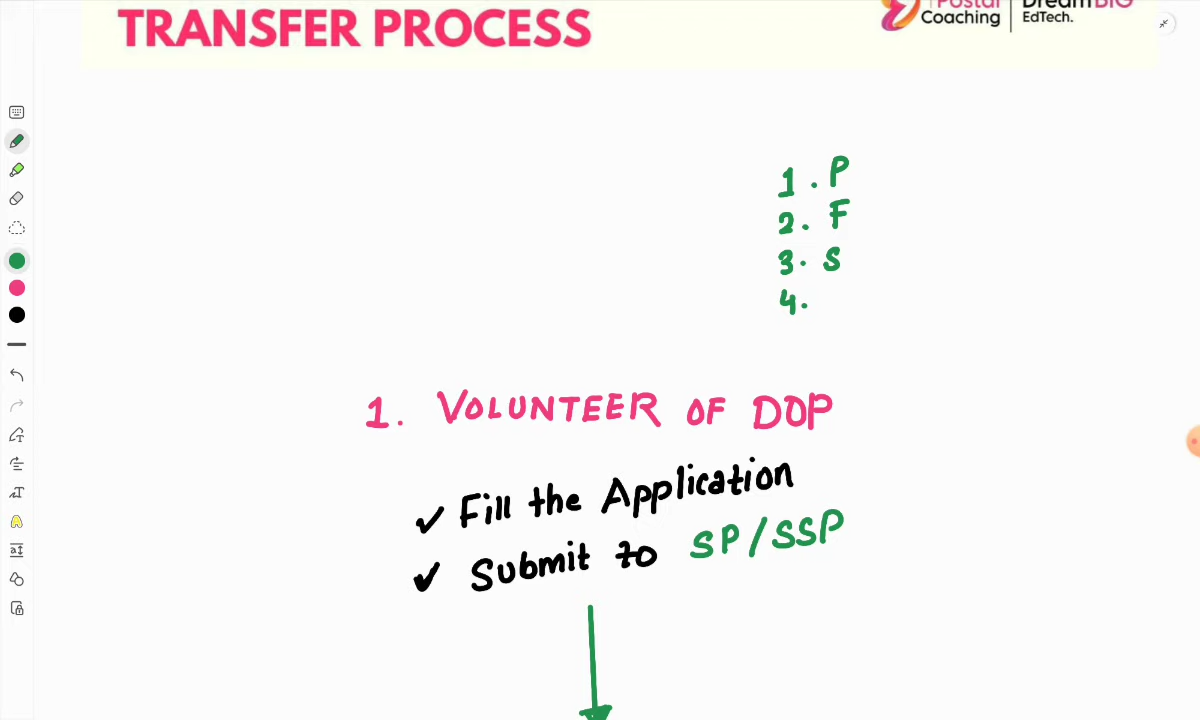 TRANSFER PROCESS
Postal
Coaching
DreamBIG
EdTech.
1. P
2. F
3. S
4.
1. VOLUNTEER OF DOP
✓ Fill the Application
✓ Submit to SP/SSP